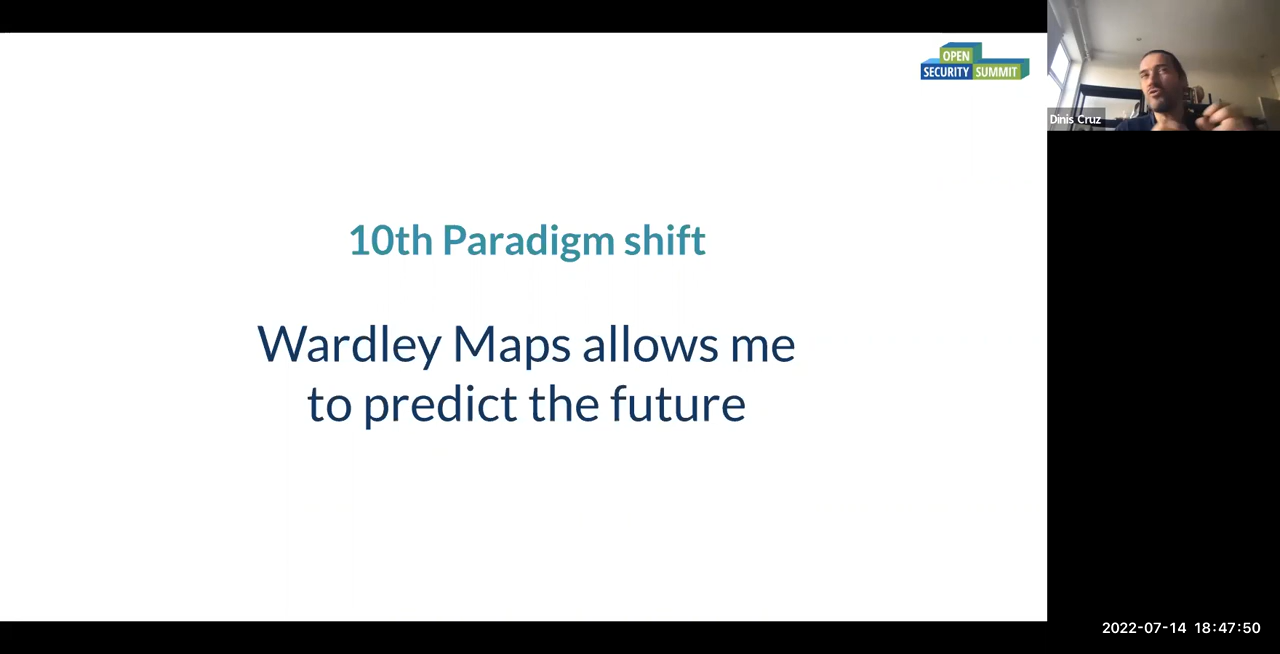 OPEN
SECURITY SUMMIT
Dinis Cruz
10th Paradigm shift
Wardley Maps allows me
to predict the future
2022-07-14 18:47:50